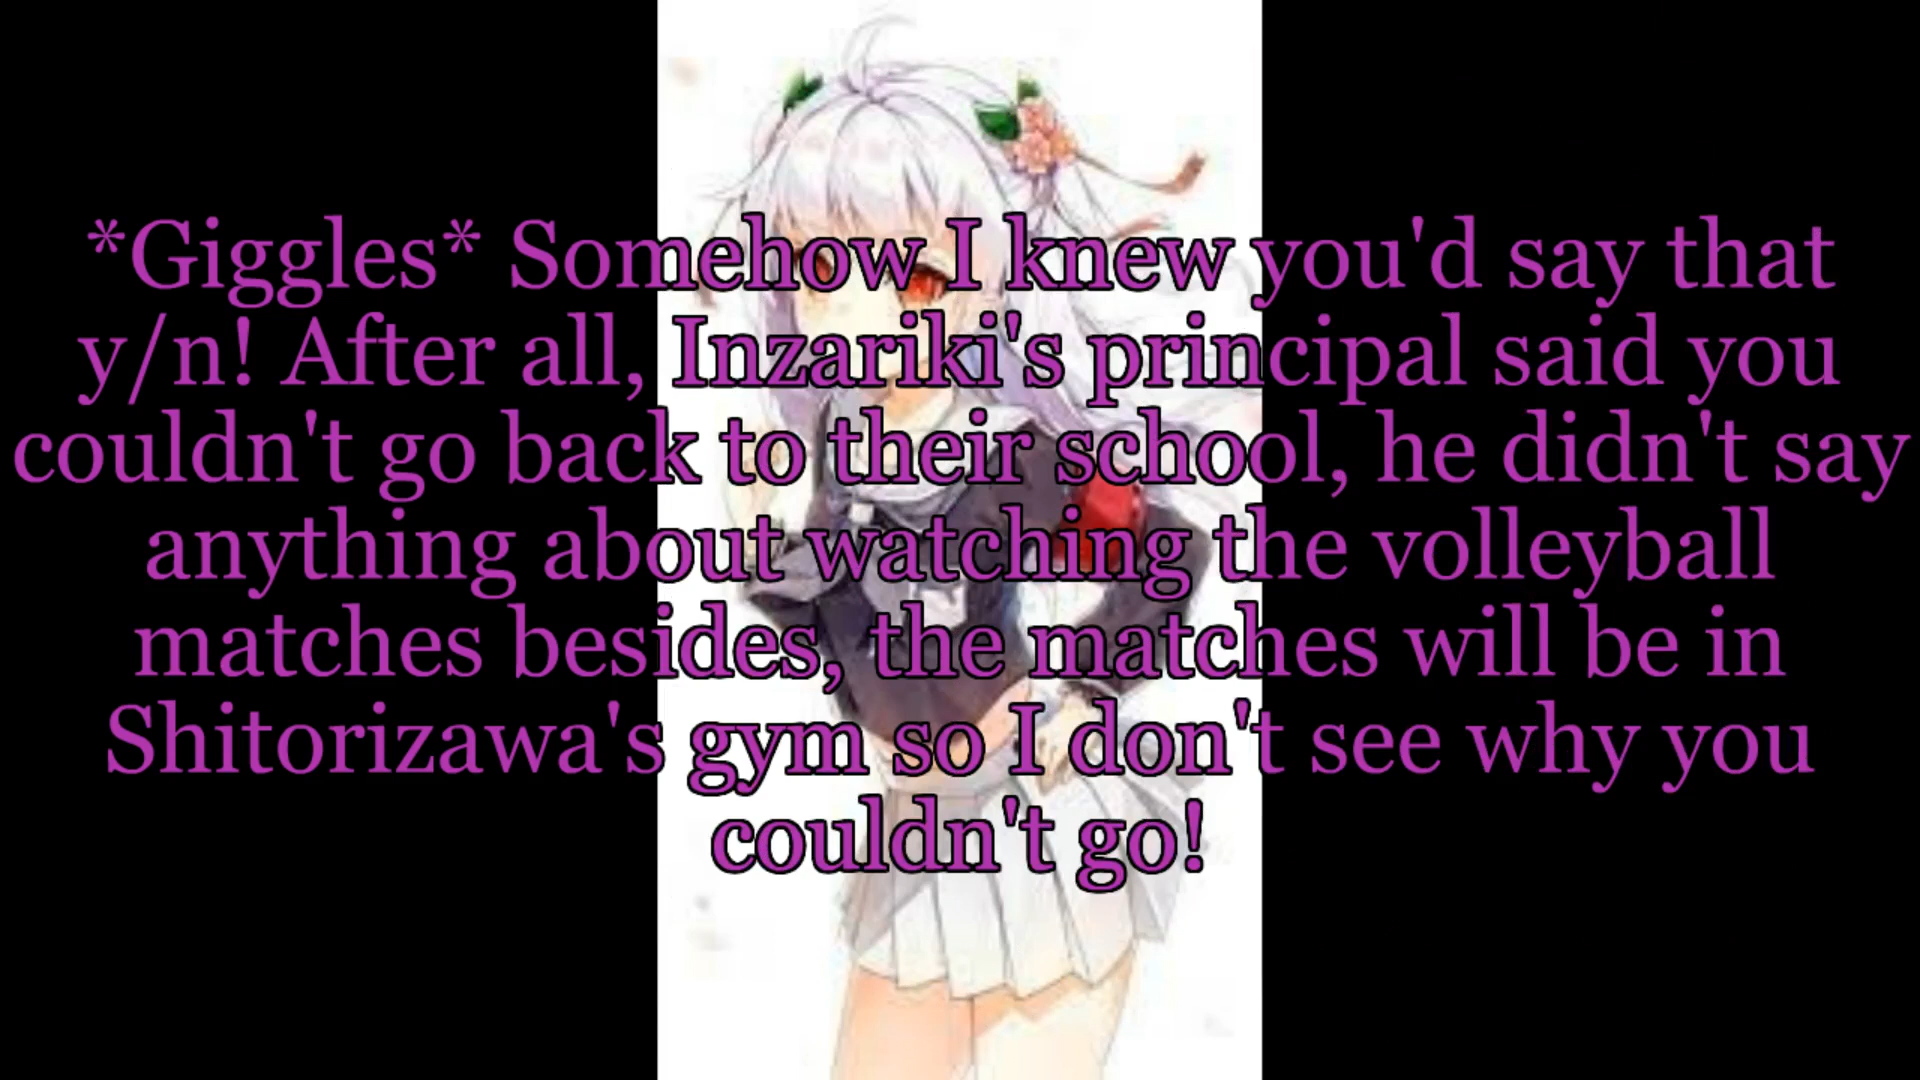 *Giggles* Somehow I knew you'd say that
y/n! After all, Inzariki's principal said you
couldn't go back to their school, he didn't say
anything about watching the volleyball
matches besides, the matches will be in
Shitorizawa's gym so I don't see why you
couldn't go!